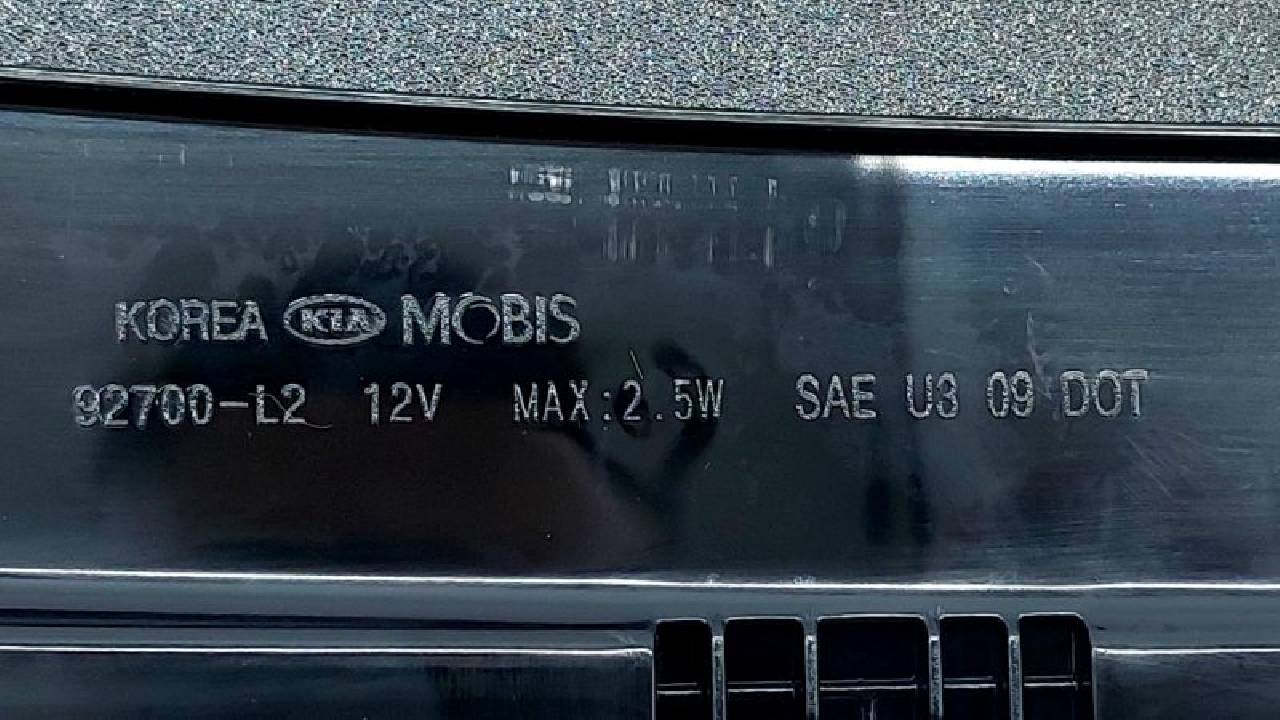 KOREA KIA MOBIS
92700-L2 12V MAX:2.5W SAE U3 09 DOT